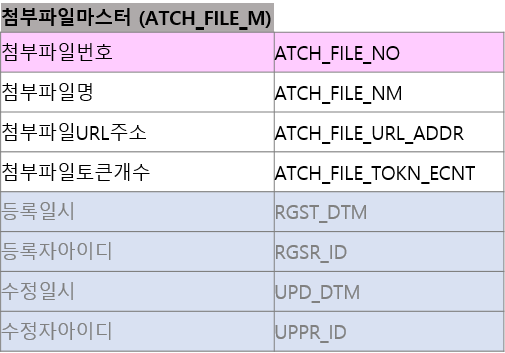 첨부파일마스터 (ATCH_FILE_M)
첨부파일번호 ATCH_FILE_NO
첨부파일명 ATCH_FILE_NM
첨부파일URL주소 ATCH_FILE_URL_ADDR
첨부파일토큰개수 ATCH_FILE_TOKN_ECNT
등록일시 RGST_DTM
등록자아이디 RGSR_ID
수정일시 UPD_DTM
수정자아이디 UPPR_ID